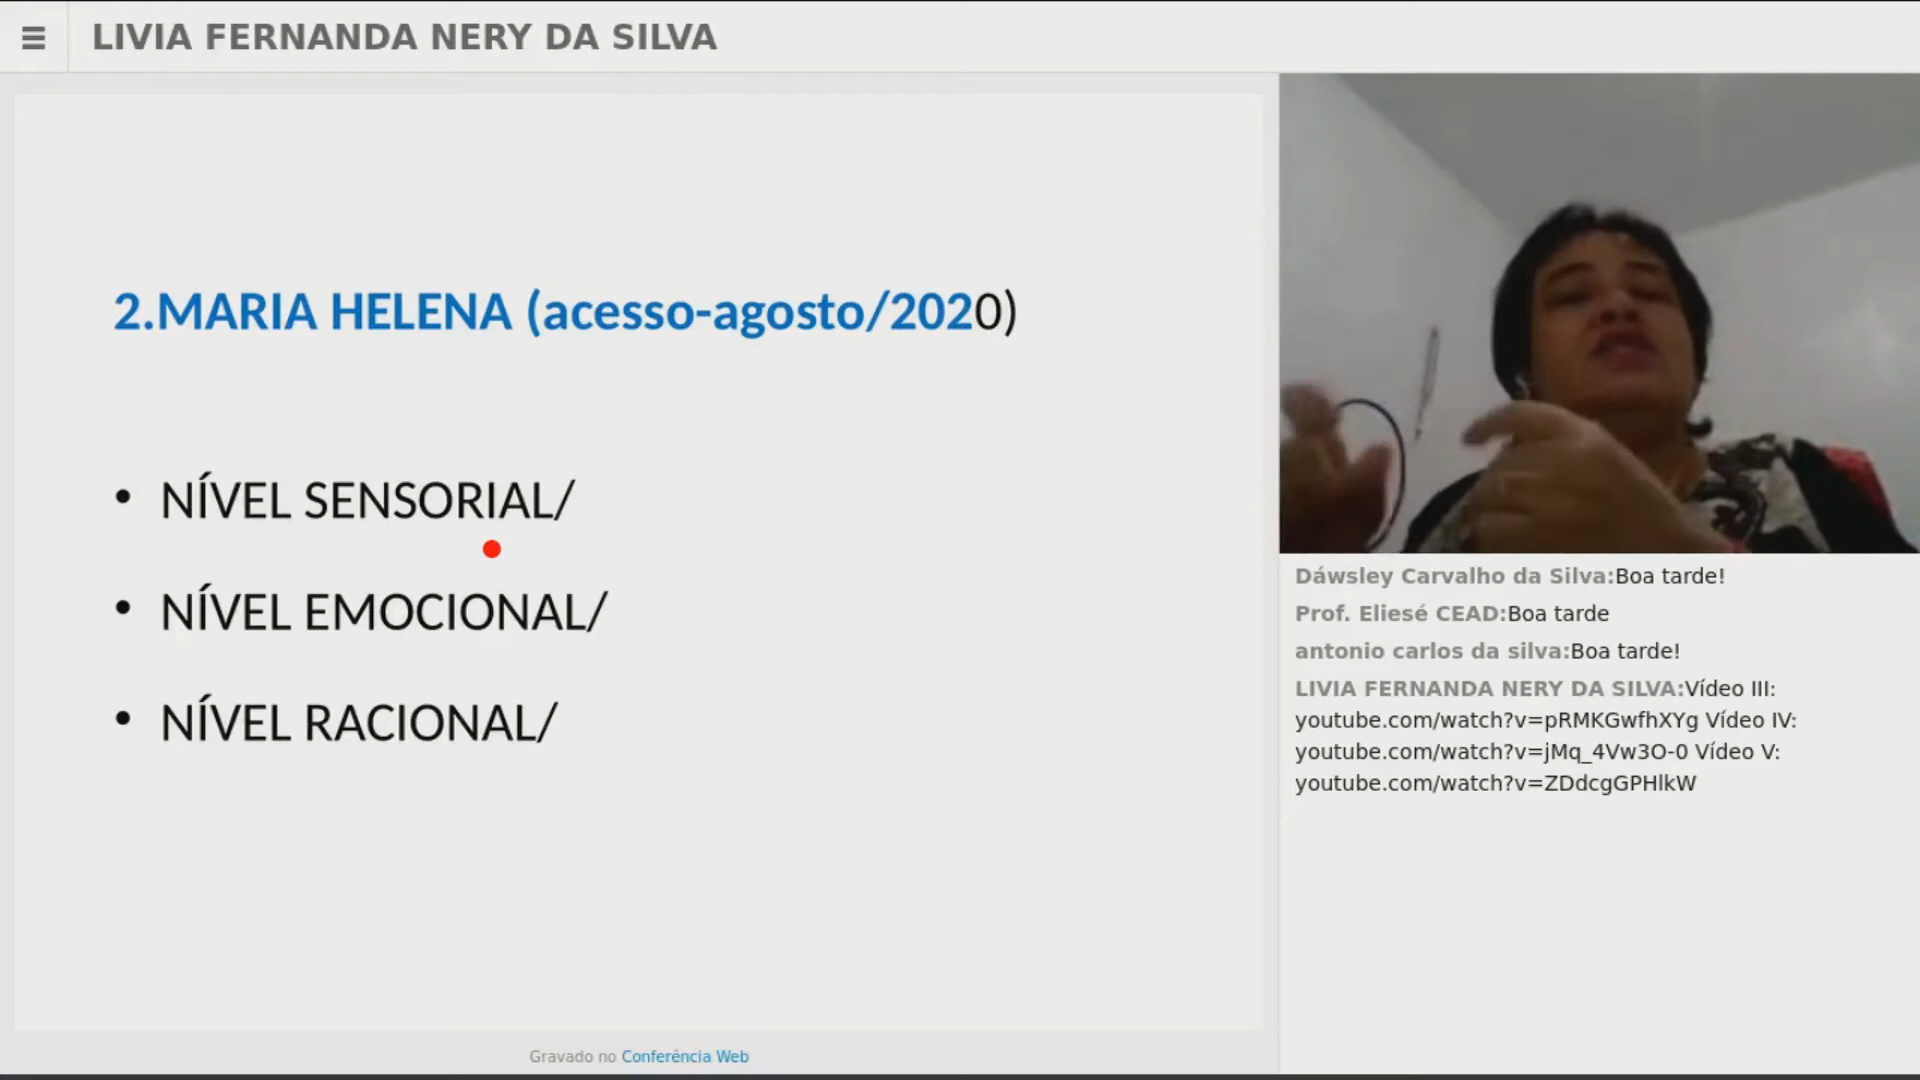 LIVIA FERNANDA NERY DA SILVA
2.MARIA HELENA (acesso-agosto/2020)
• NÍVEL SENSORIAL/
• NÍVEL EMOCIONAL/
• NÍVEL RACIONAL/
Dáwsley Carvalho da Silva:Boa tarde!
Prof. Eliesé CEAD:Boa tarde
antonio carlos da silva:Boa tarde!
LIVIA FERNANDA NERY DA SILVA:Vídeo III:
youtube.com/watch?v=pRMKGwfhXYg Vídeo IV:
youtube.com/watch?v=jMq_4Vw3O-0 Vídeo V:
youtube.com/watch?v=ZDdcgGPHlkW
Gravado no Conferência Web